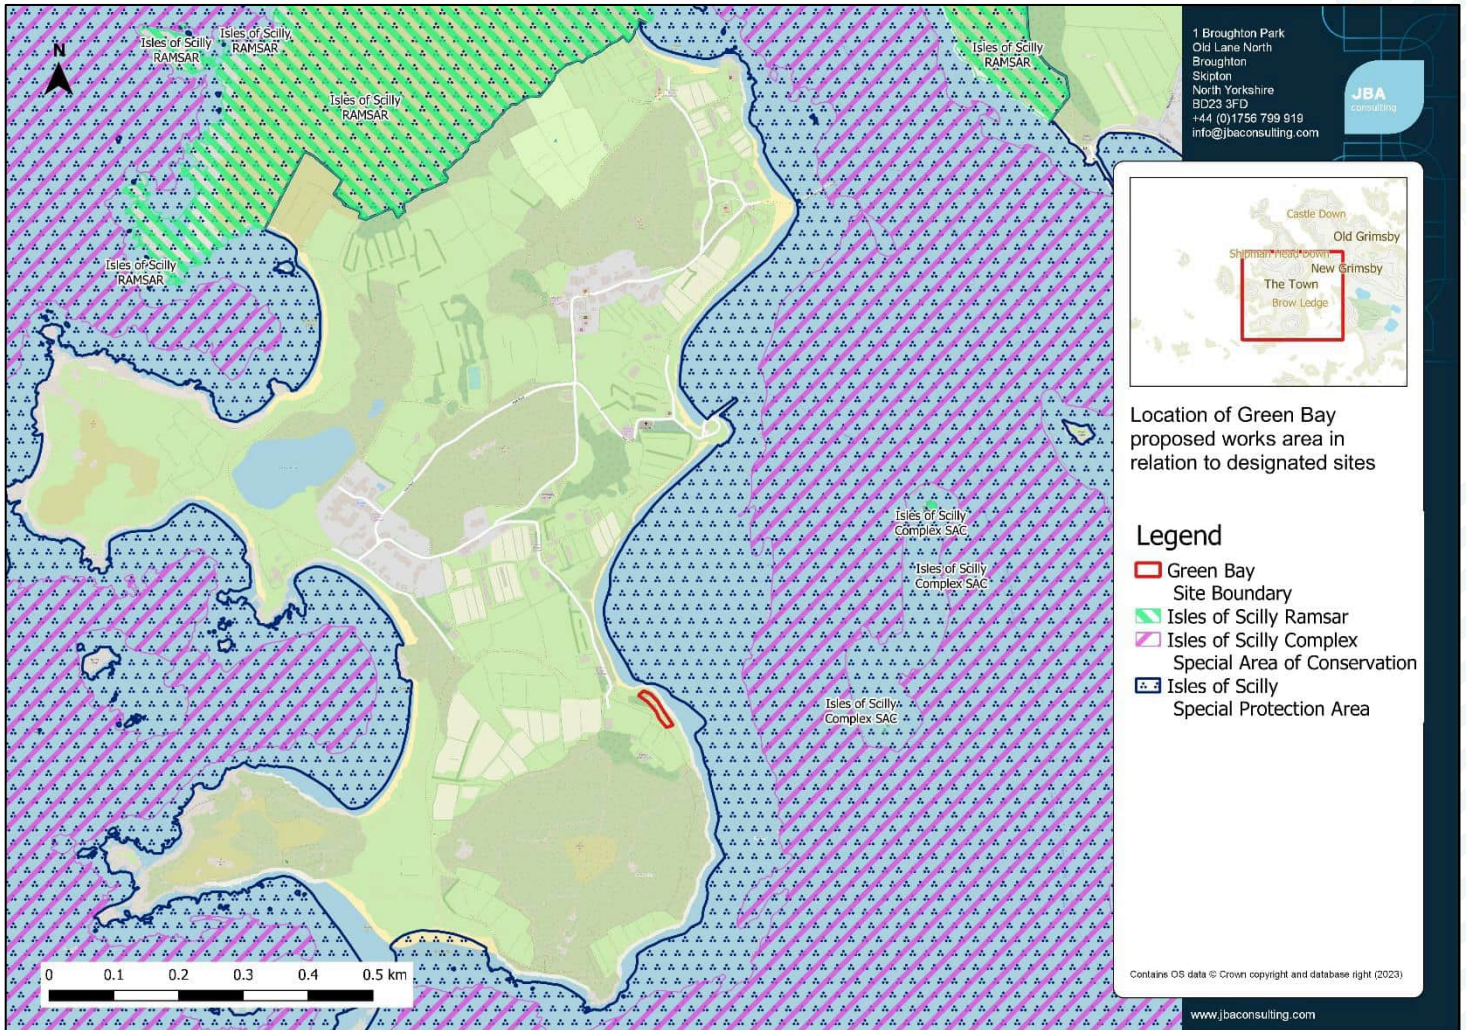 N
Isles of Scilly
RAMSAR
Isles of Scilly
RAMSAR
Isles of Scilly
RAMSAR
Isles of Scilly
RAMSAR
Isles of Scilly
RAMSAR
Isles of Scilly
Complex SAC
Isles of Scilly
Complex SAC
Isles of Scilly
Complex SAC
0 0.1 0.2 0.3 0.4 0.5 km
1 Broughton Park
Old Lane North
Broughton
Skipton
North Yorkshire
BD23 3FD
+44 (0)1756 799 919
info@jbaconsulting.com
JBA
consulting
Castle Down
Old Grimsby
Shipman Head Down
New Grimsby
The Town
Brow Ledge
Location of Green Bay
proposed works area in
relation to designated sites
Legend
Green Bay
Site Boundary
Isles of Scilly Ramsar
Isles of Scilly Complex
Special Area of Conservation
Isles of Scilly
Special Protection Area
Contains OS data © Crown copyright and database right (2023)
www.jbaconsulting.com